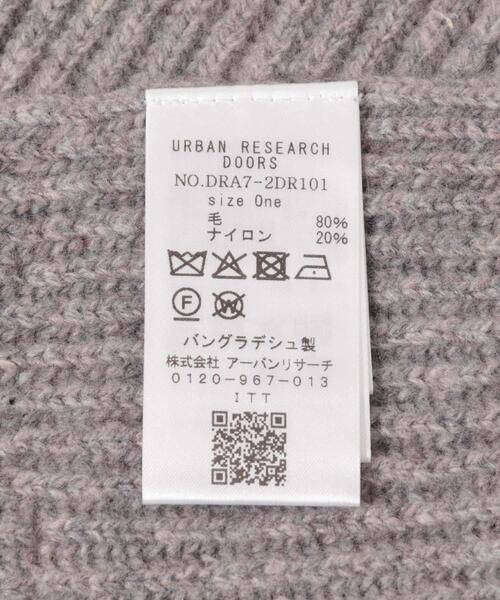 URBAN RESEARCH
DOORS
NO.DRA7-2DR101
size One
毛 80%
ナイロン 20%
F W
バングラデシュ製
株式会社 アーバンリサーチ
0120-967-013
ITT